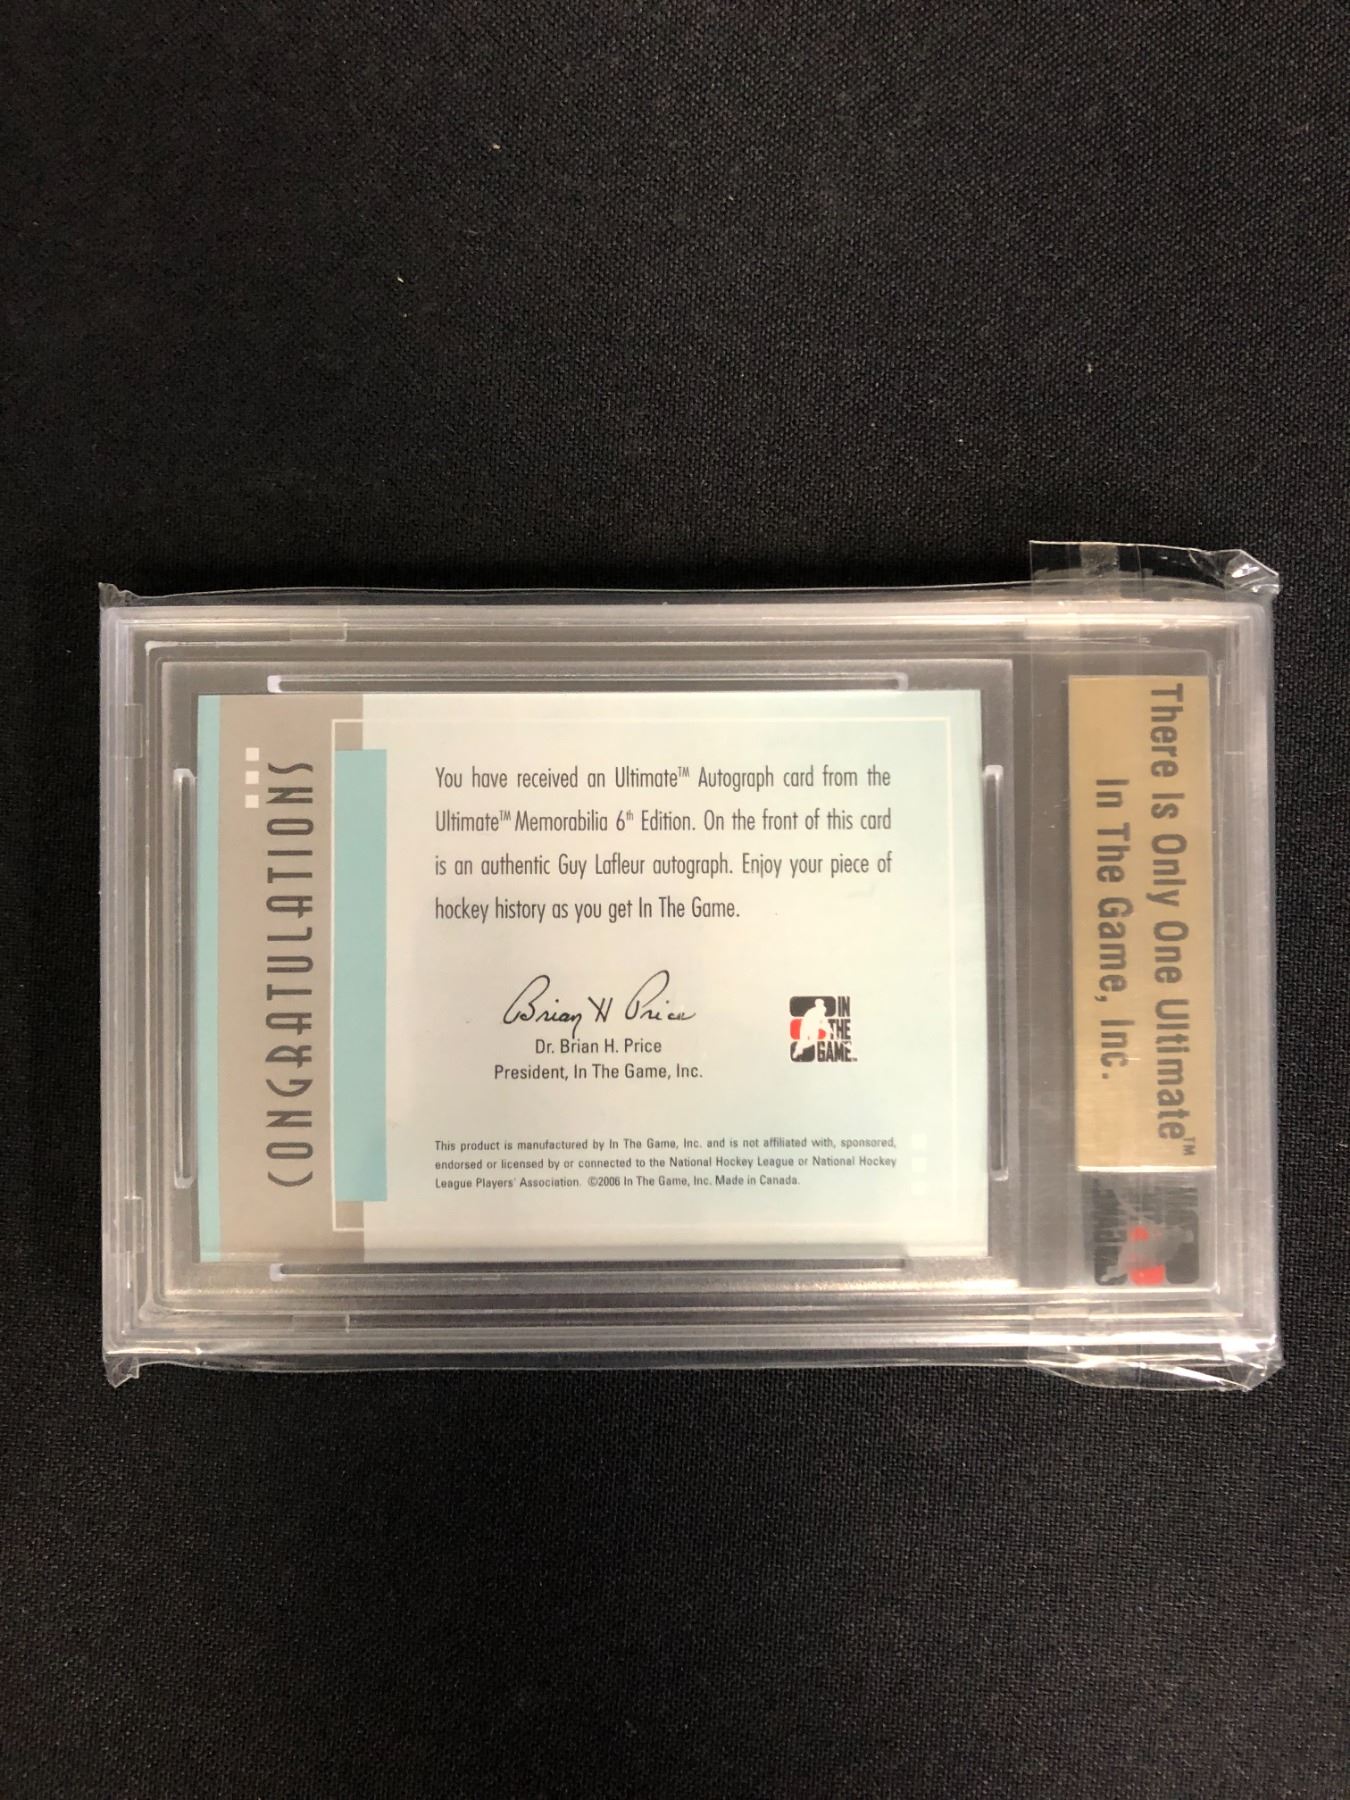 CONGRATULATIONS
You have received an Ultimate™ Autograph card from the
Ultimate™ Memorabilia 6th Edition. On the front of this card
is an authentic Guy Lafleur autograph. Enjoy your piece of
hockey history as you get In The Game.
Brian H Price
Dr. Brian H. Price
President, In The Game, Inc.
IN
THE
GAME
This product is manufactured by In The Game, Inc. and is not affiliated with, sponsored,
endorsed or licensed by or connected to the National Hockey League or National Hockey
League Players' Association. ©2006 In The Game, Inc. Made in Canada.
There Is Only One Ultimate™
In The Game, Inc.